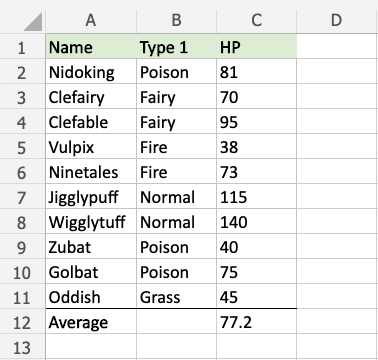 A B C D
1 Name Type 1 HP
2 Nidoking Poison 81
3 Clefairy Fairy 70
4 Clefable Fairy 95
5 Vulpix Fire 38
6 Ninetales Fire 73
7 Jigglypuff Normal 115
8 Wigglytuff Normal 140
9 Zubat Poison 40
10 Golbat Poison 75
11 Oddish Grass 45
12 Average 77.2
13